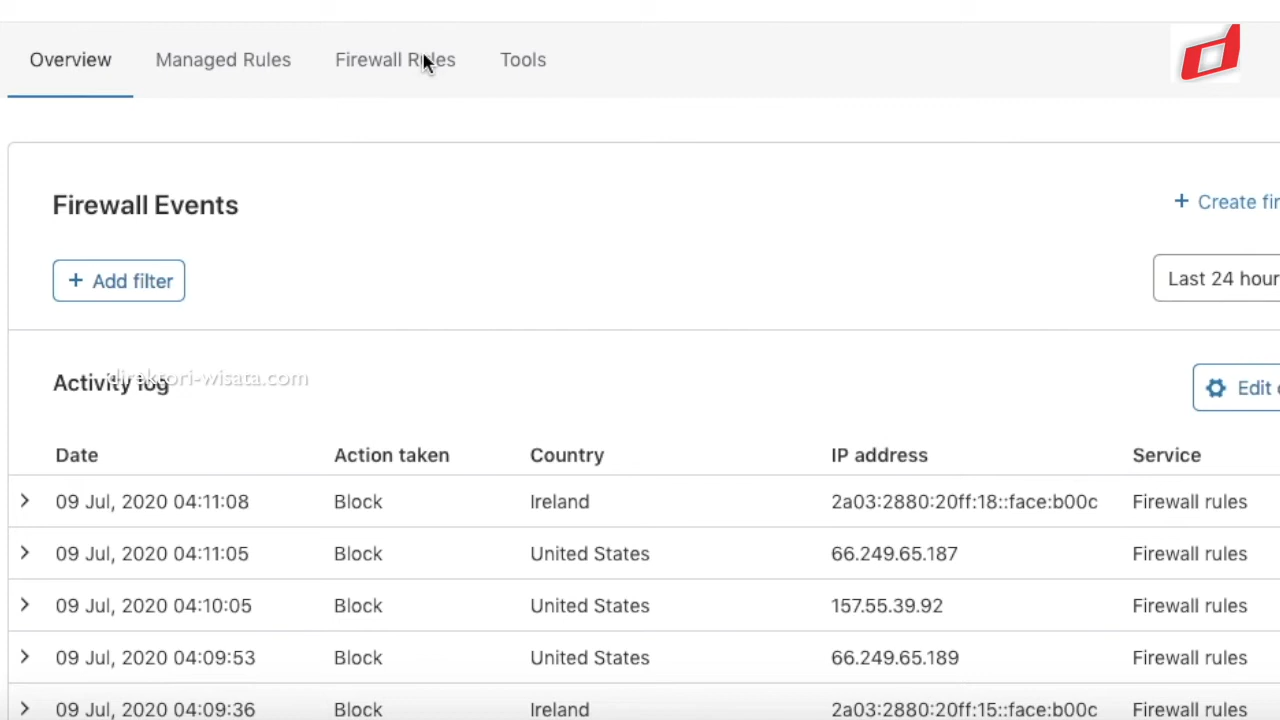 Overview Managed Rules Firewall Rules Tools
Firewall Events
+ Create fir
+ Add filter
Last 24 hour
Activity log
direktori-wisata.com
Edit
Date Action taken Country IP address Service
09 Jul, 2020 04:11:08 Block Ireland 2a03:2880:20ff:18::face:b00c Firewall rules
09 Jul, 2020 04:11:05 Block United States 66.249.65.187 Firewall rules
09 Jul, 2020 04:10:05 Block United States 157.55.39.92 Firewall rules
09 Jul, 2020 04:09:53 Block United States 66.249.65.189 Firewall rules
09 Jul, 2020 04:09:36 Block Ireland 2a03:2880:20ff:15::face:b00c Firewall rules